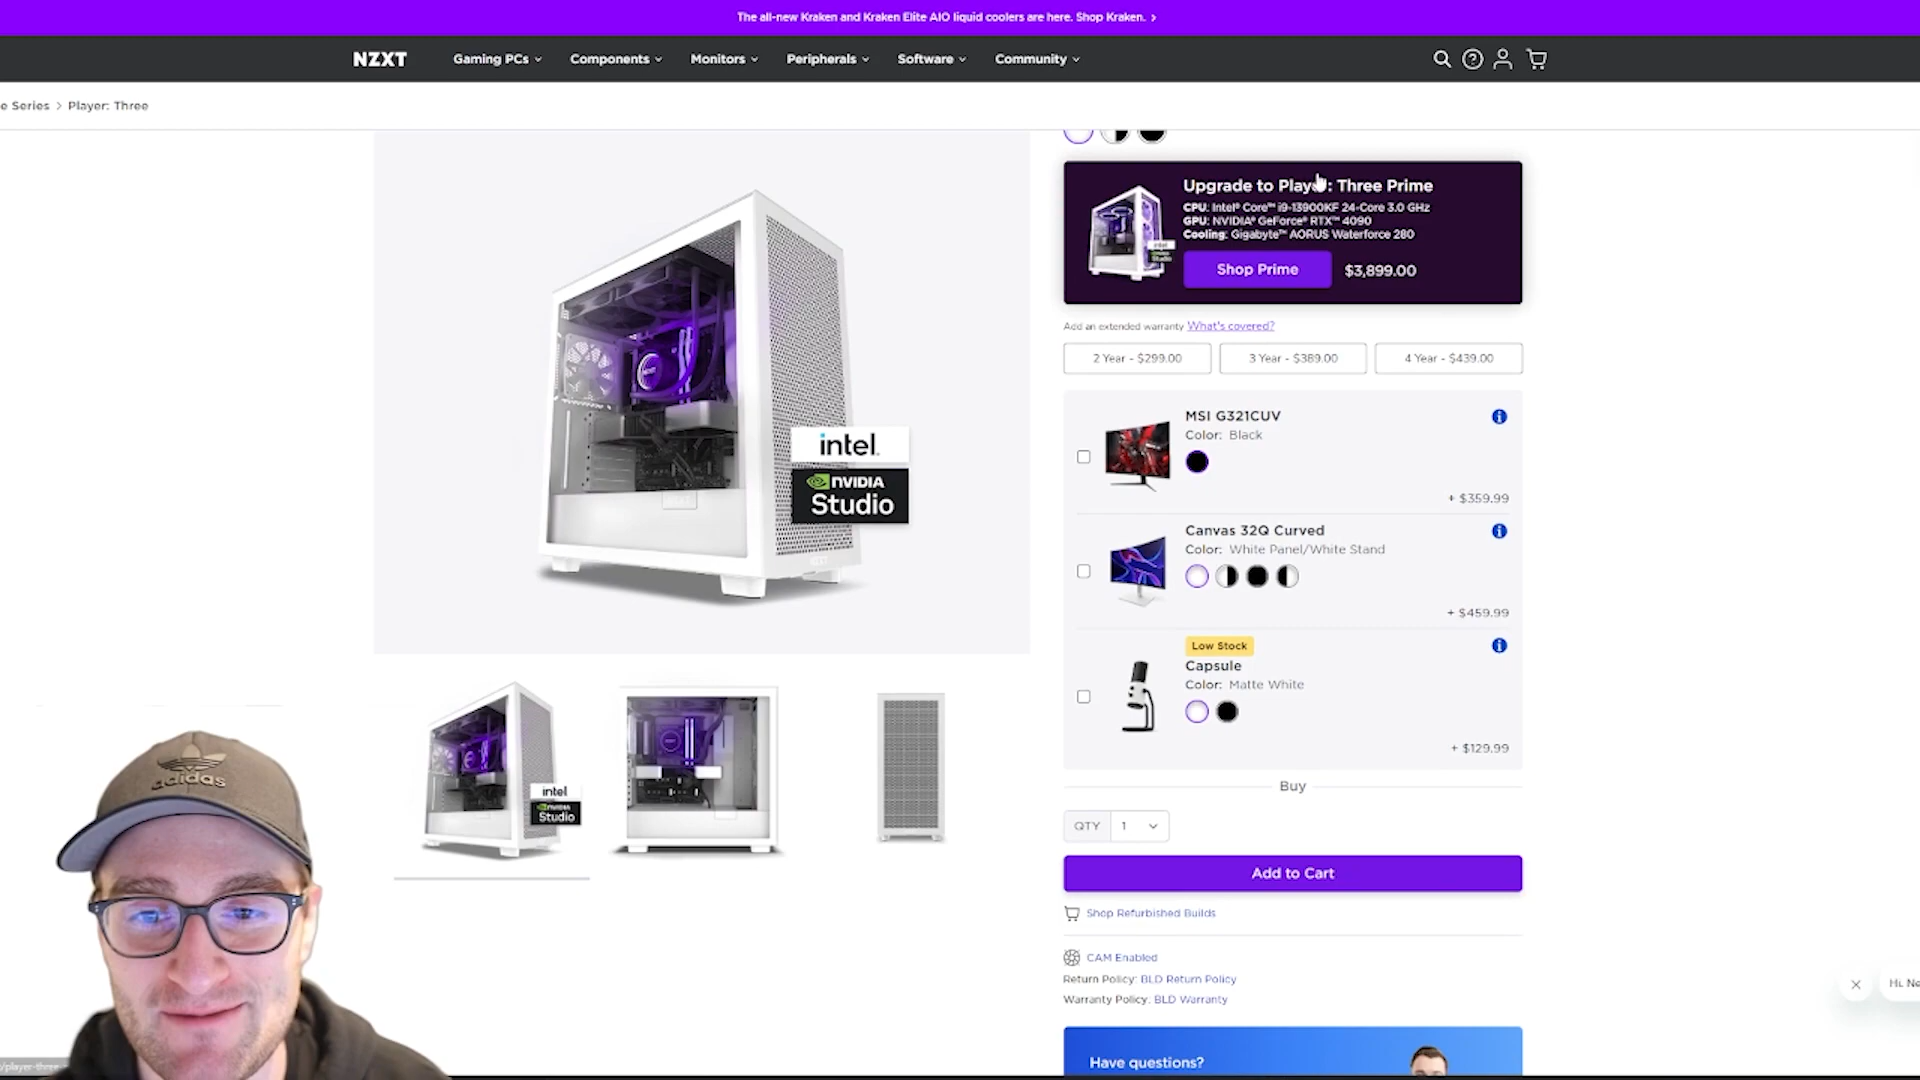 The all-new Kraken and Kraken Elite AIO liquid coolers are here. Shop Kraken. >
NZXT
Gaming PCs
Components
Monitors
Peripherals
Software
Community
e Series > Player: Three
Upgrade to Player: Three Prime
CPU: Intel® Core™ i9-13900KF 24-Core 3.0 GHz
GPU: NVIDIA® GeForce® RTX™ 4090
Cooling: Gigabyte™ AORUS Waterforce 280
Shop Prime
$3,899.00
Add an extended warranty What's covered?
2 Year - $299.00
3 Year - $389.00
4 Year - $439.00
intel.
NVIDIA
Studio
MSI G321CUV
Color: Black
+ $359.99
Canvas 32Q Curved
Color: White Panel/White Stand
+ $459.99
Low Stock
Capsule
Color: Matte White
+ $129.99
intel
NVIDIA
Studio
Buy
QTY 1
Add to Cart
Shop Refurbished Builds
CAM Enabled
Return Policy: BLD Return Policy
Warranty Policy: BLD Warranty
Have questions?
Hi. Ne
adidas
/player-three-